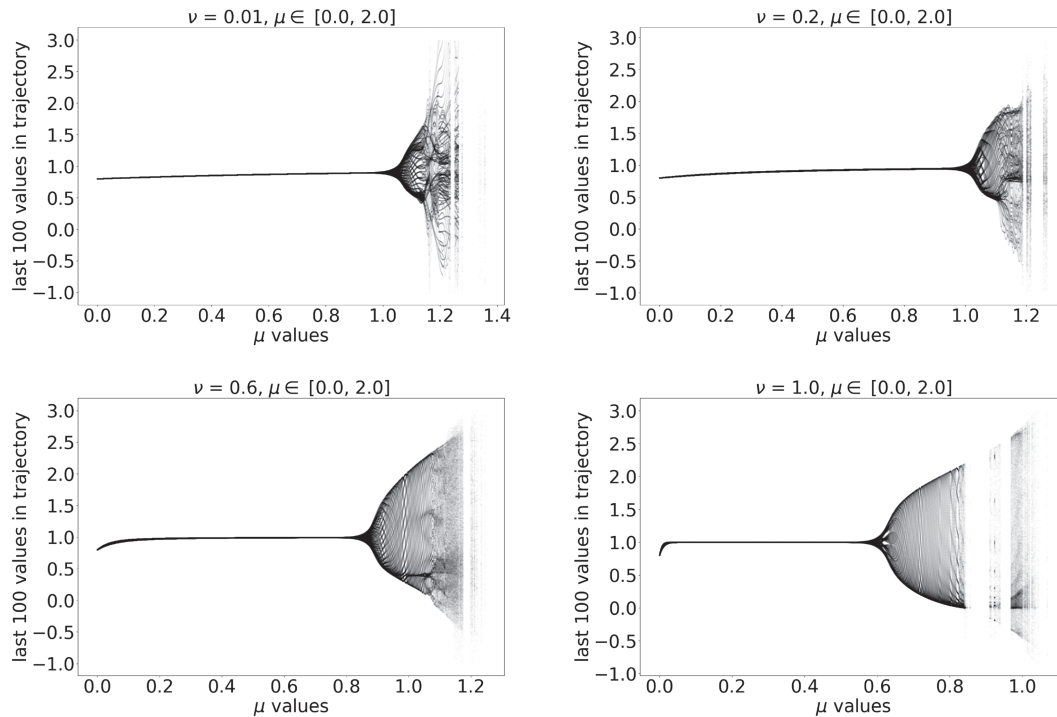 ν = 0.01, μ ∈ [0.0, 2.0]
last 100 values in trajectory
3.0
2.5
2.0
1.5
1.0
0.5
0.0
−0.5
−1.0
0.0 0.2 0.4 0.6 0.8 1.0 1.2 1.4
μ values
ν = 0.2, μ ∈ [0.0, 2.0]
last 100 values in trajectory
3.0
2.5
2.0
1.5
1.0
0.5
0.0
−0.5
−1.0
0.0 0.2 0.4 0.6 0.8 1.0 1.2
μ values
ν = 0.6, μ ∈ [0.0, 2.0]
last 100 values in trajectory
3.0
2.5
2.0
1.5
1.0
0.5
0.0
−0.5
−1.0
0.0 0.2 0.4 0.6 0.8 1.0 1.2
μ values
ν = 1.0, μ ∈ [0.0, 2.0]
last 100 values in trajectory
3.0
2.5
2.0
1.5
1.0
0.5
0.0
−0.5
−1.0
0.0 0.2 0.4 0.6 0.8 1.0
μ values